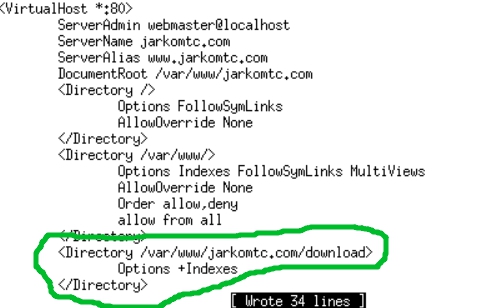 <VirtualHost *:80>
ServerAdmin webmaster@localhost
ServerName jarkomtc.com
ServerAlias www.jarkomtc.com
DocumentRoot /var/www/jarkomtc.com
<Directory />
Options FollowSymLinks
AllowOverride None
</Directory>
<Directory /var/www/>
Options Indexes FollowSymLinks MultiViews
AllowOverride None
Order allow,deny
allow from all
</Directory>
<Directory /var/www/jarkomtc.com/download>
Options +Indexes
</Directory>
[ Wrote 34 lines ]